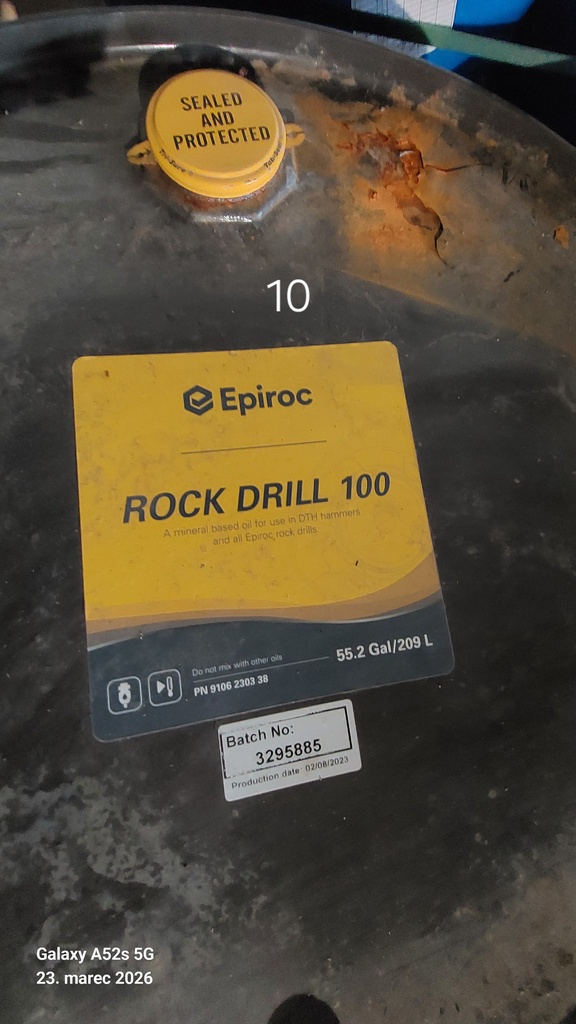 SEALED
AND
PROTECTED
10
Epiroc
ROCK DRILL 100
A mineral based oil for use in DTH hammers
and all Epiroc rock drills.
Do not mix with other oils
PN 9106 2303 38
55.2 Gal/209 L
Batch No:
3295885
Production date 02/08/2023
Galaxy A52s 5G
23. marec 2026